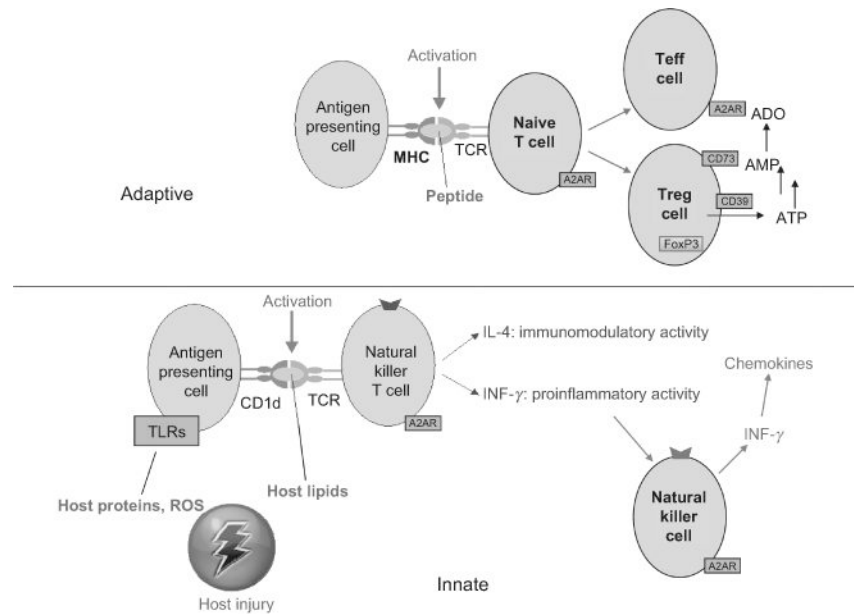 Activation
Antigen
presenting
cell
MHC
TCR
Peptide
Naive
T cell
A2AR
Teff
cell
A2AR
ADO
CD73
AMP
Treg
cell
CD39
ATP
FoxP3
Adaptive
Activation
Antigen
presenting
cell
CD1d
TCR
Natural
killer
T cell
A2AR
TLRs
IL-4: immunomodulatory activity
INF-γ: proinflammatory activity
Chemokines
INF-γ
Natural
killer
cell
A2AR
Host lipids
Host proteins, ROS
Host injury
Innate